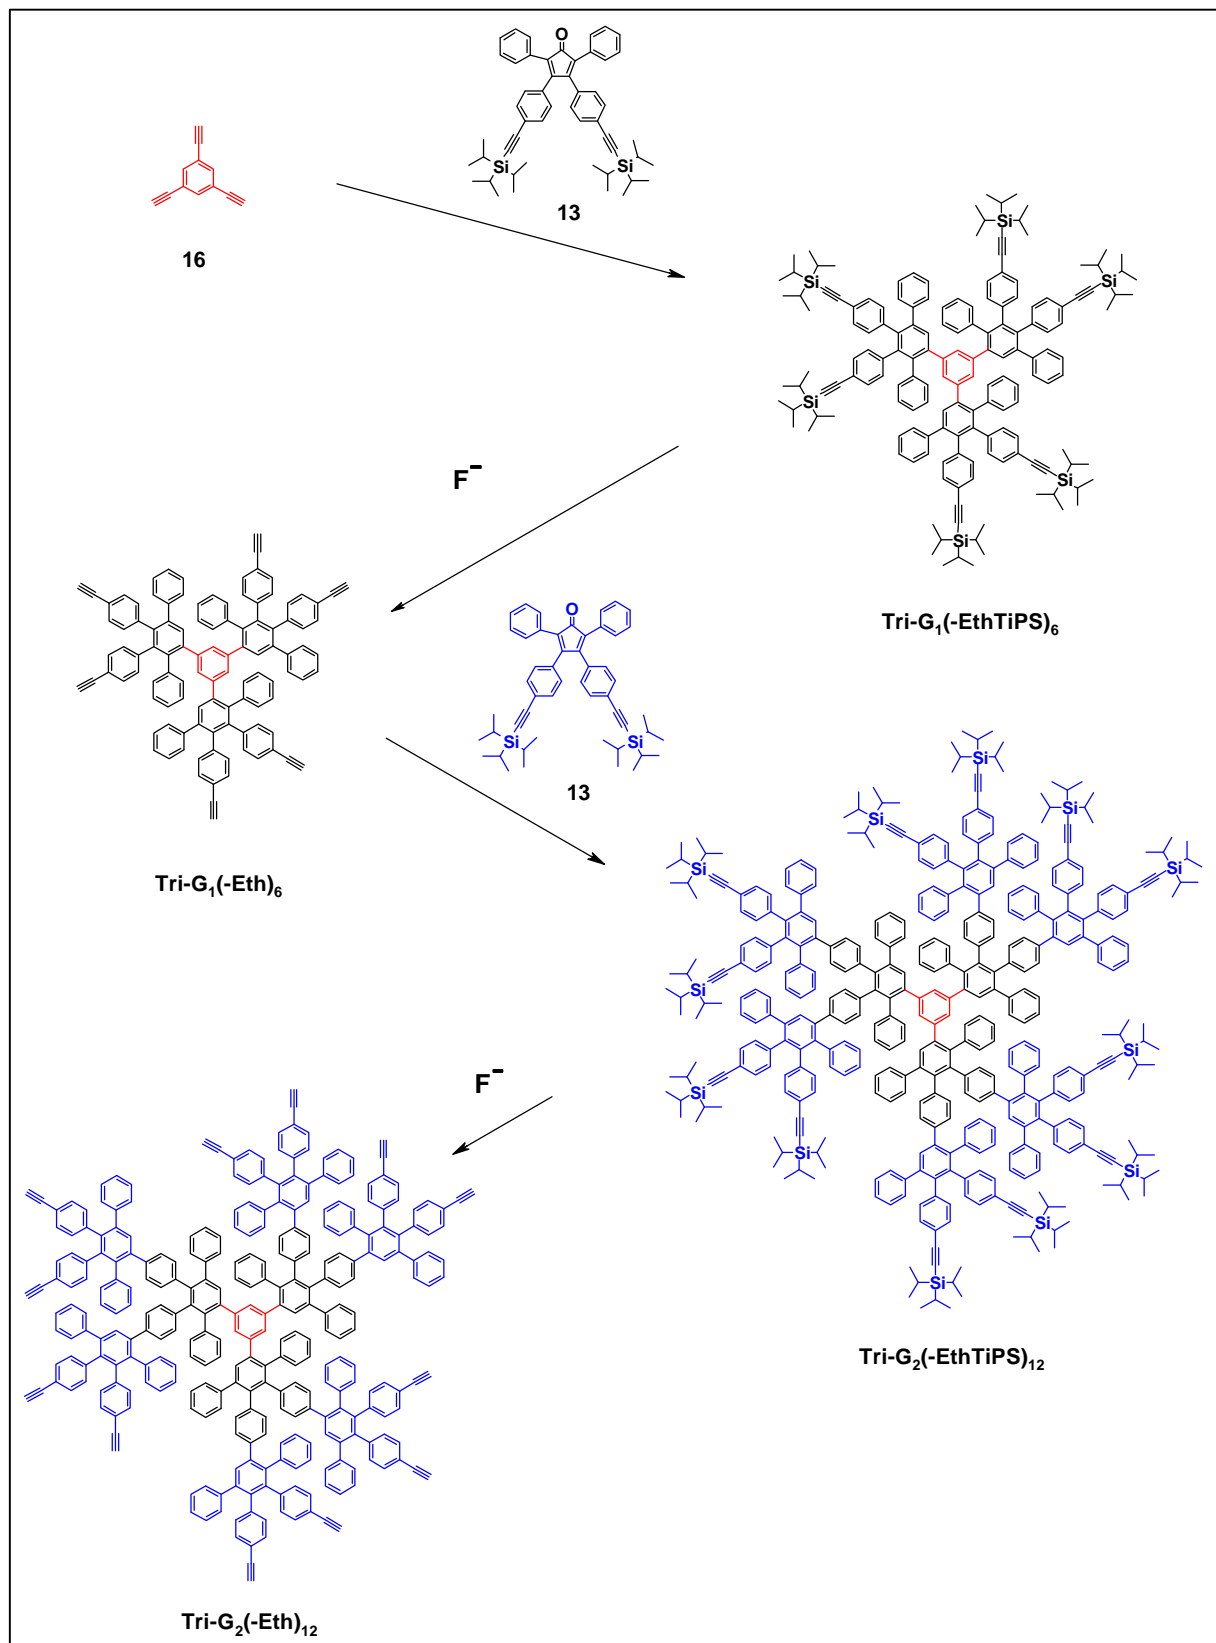 O
Si
Si
13
16
Si
Si
Si
Si
Si
Si
Tri-G1(-EthTiPS)6
F−
O
Si
Si
13
Tri-G1(-Eth)6
Si
Si
Si
Si
Si
Si
Si
Si
Si
Si
Si
Si
Tri-G2(-EthTiPS)12
F−
Tri-G2(-Eth)12